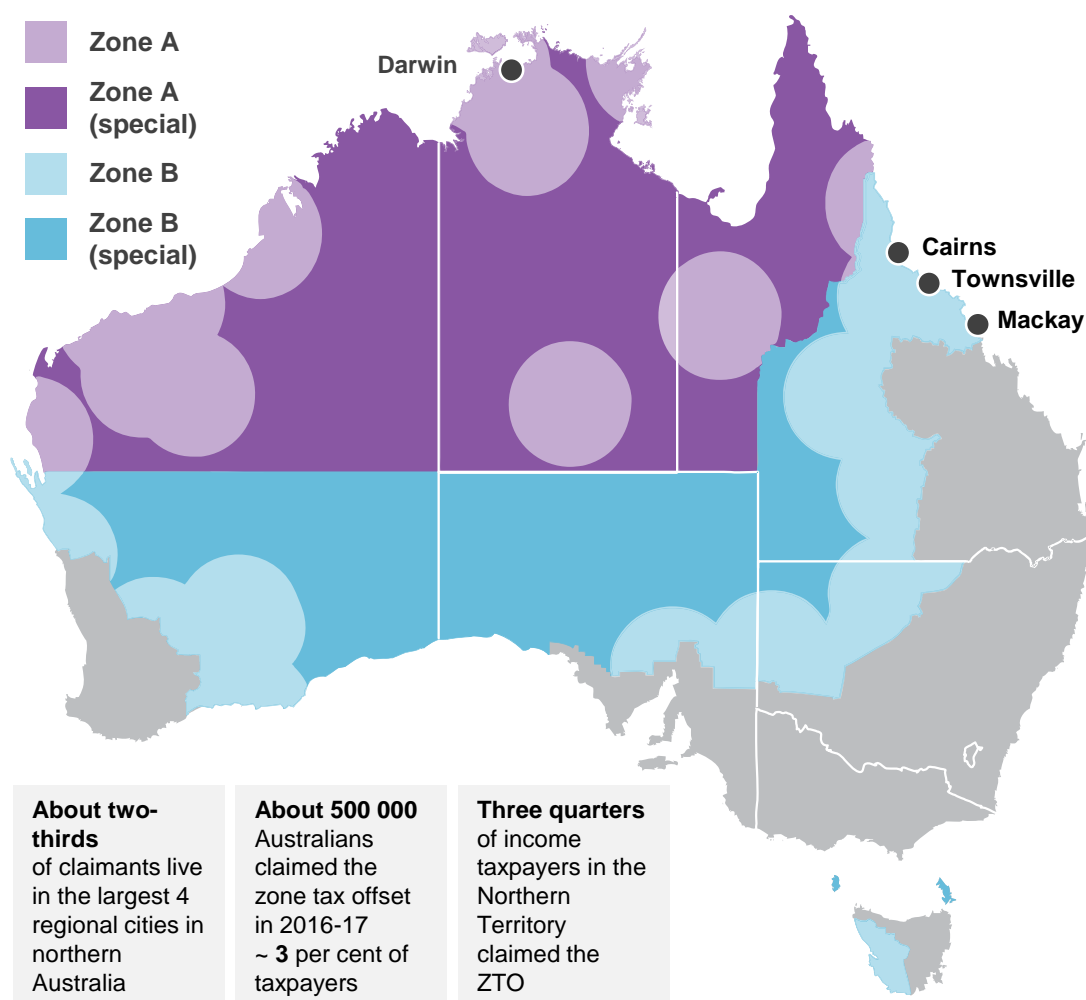 Zone A
Zone A
(special)
Zone B
Zone B
(special)
Darwin
Cairns
Townsville
Mackay
About two-
thirds
of claimants live
in the largest 4
regional cities in
northern
Australia
About 500 000
Australians
claimed the
zone tax offset
in 2016-17
~ 3 per cent of
taxpayers
Three quarters
of income
taxpayers in the
Northern
Territory
claimed the
ZTO